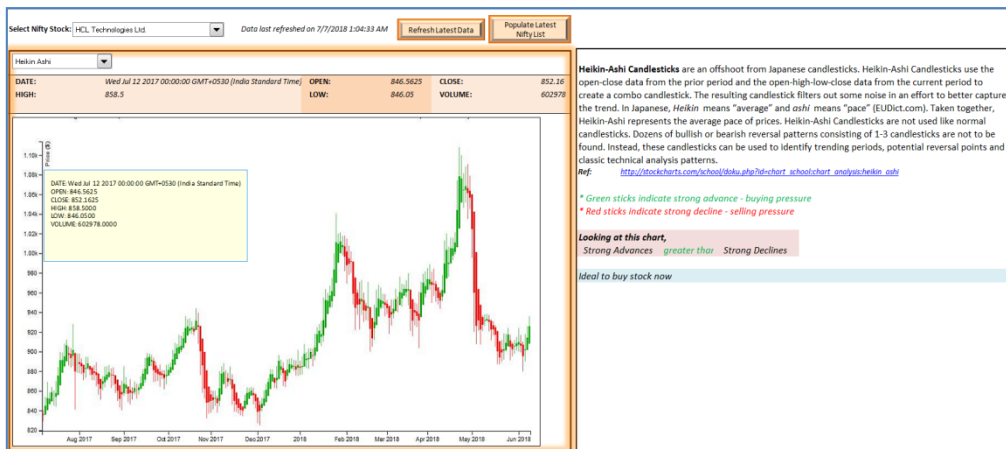 Select Nifty Stock: HCL Technologies Ltd. Data last refreshed on 7/7/2018 1:04:33 AM Refresh Latest Data Populate Latest
Nifty List
Heikin Ashi
DATE: Wed Jul 12 2017 00:00:00 GMT+0530 (India Standard Time) OPEN: 846.5625 CLOSE: 852.16
HIGH: 858.5 LOW: 846.05 VOLUME: 602978
Price ($)
1.10k
1.08k
1.06k
1.04k
1.02k
1.00k
980
960
940
920
900
880
860
840
820
DATE: Wed Jul 12 2017 00:00:00 GMT+0530 (India Standard Time)
OPEN: 846.5625
CLOSE: 852.1625
HIGH: 858.5000
LOW: 846.0500
VOLUME: 602978.0000
Aug 2017 Sep 2017 Oct 2017 Nov 2017 Dec 2017 2018 Feb 2018 Mar 2018 Apr 2018 May 2018 Jun 2018
Heikin-Ashi Candlesticks are an offshoot from Japanese candlesticks. Heikin-Ashi Candlesticks use the
open-close data from the prior period and the open-high-low-close data from the current period to
create a combo candlestick. The resulting candlestick filters out some noise in an effort to better capture
the trend. In Japanese, Heikin means "average" and ashi means "pace" (EUDict.com). Taken together,
Heikin-Ashi represents the average pace of prices. Heikin-Ashi Candlesticks are not used like normal
candlesticks. Dozens of bullish or bearish reversal patterns consisting of 1-3 candlesticks are not to be
found. Instead, these candlesticks can be used to identify trending periods, potential reversal points and
classic technical analysis patterns.
Ref: http://stockcharts.com/school/doku.php?id=chart_school:chart_analysis:heikin_ashi
* Green sticks indicate strong advance - buying pressure
* Red sticks indicate strong decline - selling pressure
Looking at this chart,
Strong Advances greater thar Strong Declines
Ideal to buy stock now